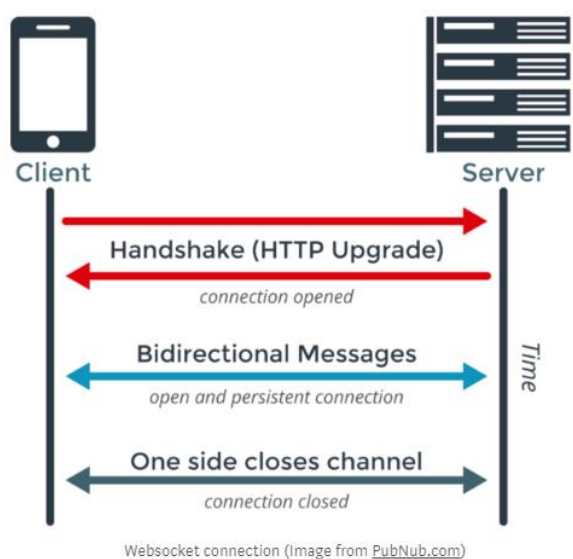 Client
Server
Handshake (HTTP Upgrade)
connection opened
Bidirectional Messages
open and persistent connection
Time
One side closes channel
connection closed
Websocket connection (Image from PubNub.com)